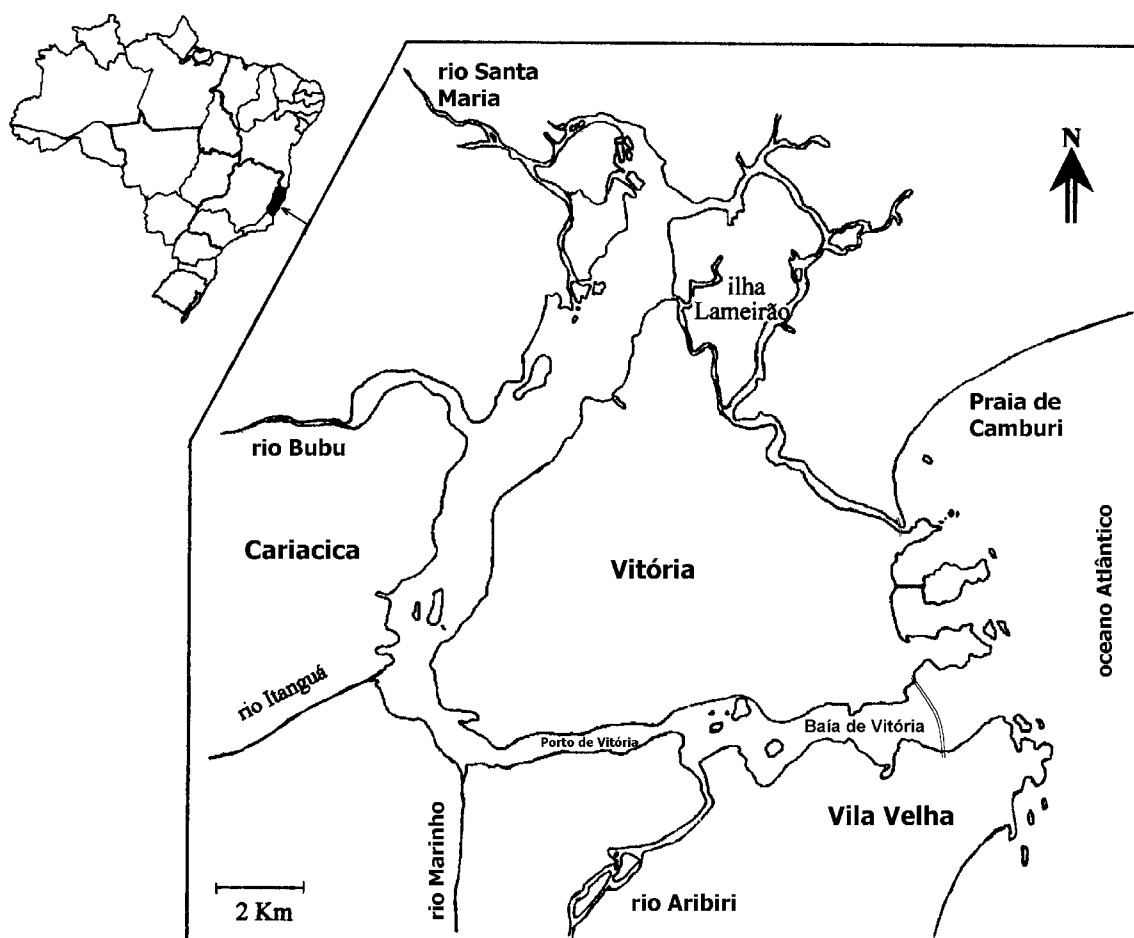 rio Santa
Maria
N
ilha
Lameirão
Praia de
Camburi
rio Bubu
Cariacica
Vitória
oceano Atlântico
rio Itanguá
Porto de Vitória
Baía de Vitória
Vila Velha
rio Marinho
rio Aribiri
2 Km